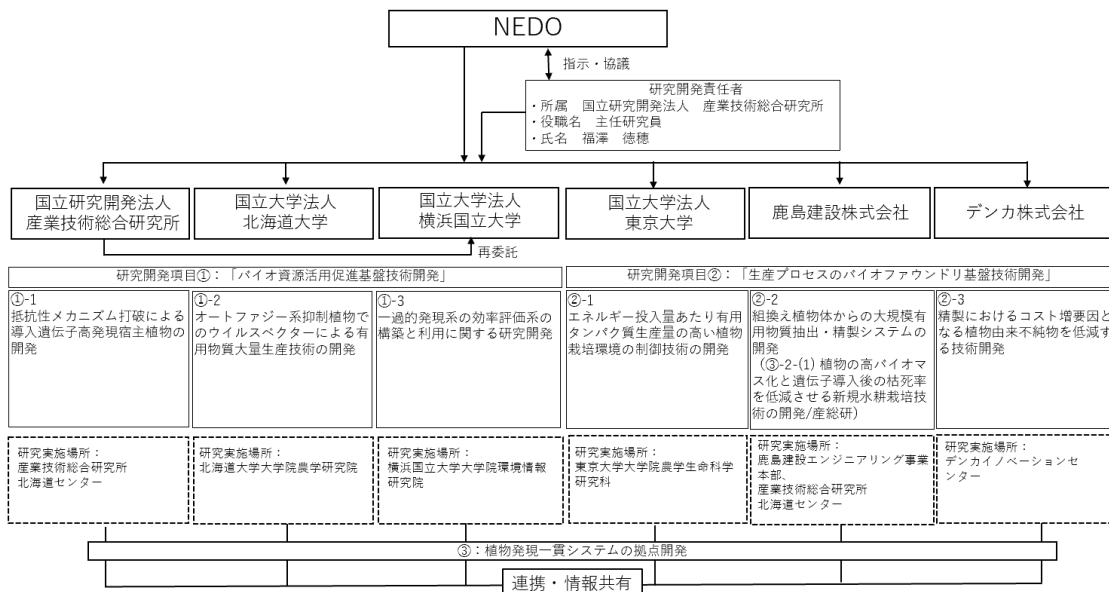 NEDO
指示・協議
研究開発責任者
・所属　国立研究開発法人　産業技術総合研究所
・役職名　主任研究員
・氏名　福澤　徳穂
国立研究開発法人
産業技術総合研究所
国立大学法人
北海道大学
国立大学法人
横浜国立大学
国立大学法人
東京大学
鹿島建設株式会社
デンカ株式会社
再委託
研究開発項目①：「バイオ資源活用促進基盤技術開発」
研究開発項目②：「生産プロセスのバイオファウンドリ基盤技術開発」
①-1
抵抗性メカニズム打破による
導入遺伝子高発現宿主植物の
開発
①-2
オートファジー系抑制植物で
のウイルスベクターによる有
用物質大量生産技術の開発
①-3
一過的発現系の効率評価系の
構築と利用に関する研究開発
②-1
エネルギー投入量あたり有用
タンパク質生産量の高い植物
栽培環境の制御技術の開発
②-2
組換え植物体からの大規模有
用物質抽出・精製システムの
開発
（③-2-(1) 植物の高バイオマ
ス化と遺伝子導入後の枯死率
を低減させる新規水耕栽培技
術の開発/産総研）
②-3
精製におけるコスト増要因と
なる植物由来不純物を低減す
る技術開発
研究実施場所：
産業技術総合研究所
北海道センター
研究実施場所：
北海道大学大学院農学研究院
研究実施場所：
横浜国立大学大学院環境情報
研究院
研究実施場所：
東京大学大学院農学生命科学
研究科
研究実施場所：
鹿島建設エンジニアリング事業
本部、
産業技術総合研究所
北海道センター
研究実施場所：
デンカイノベーションセ
ンター
③：植物発現一貫システムの拠点開発
連携・情報共有